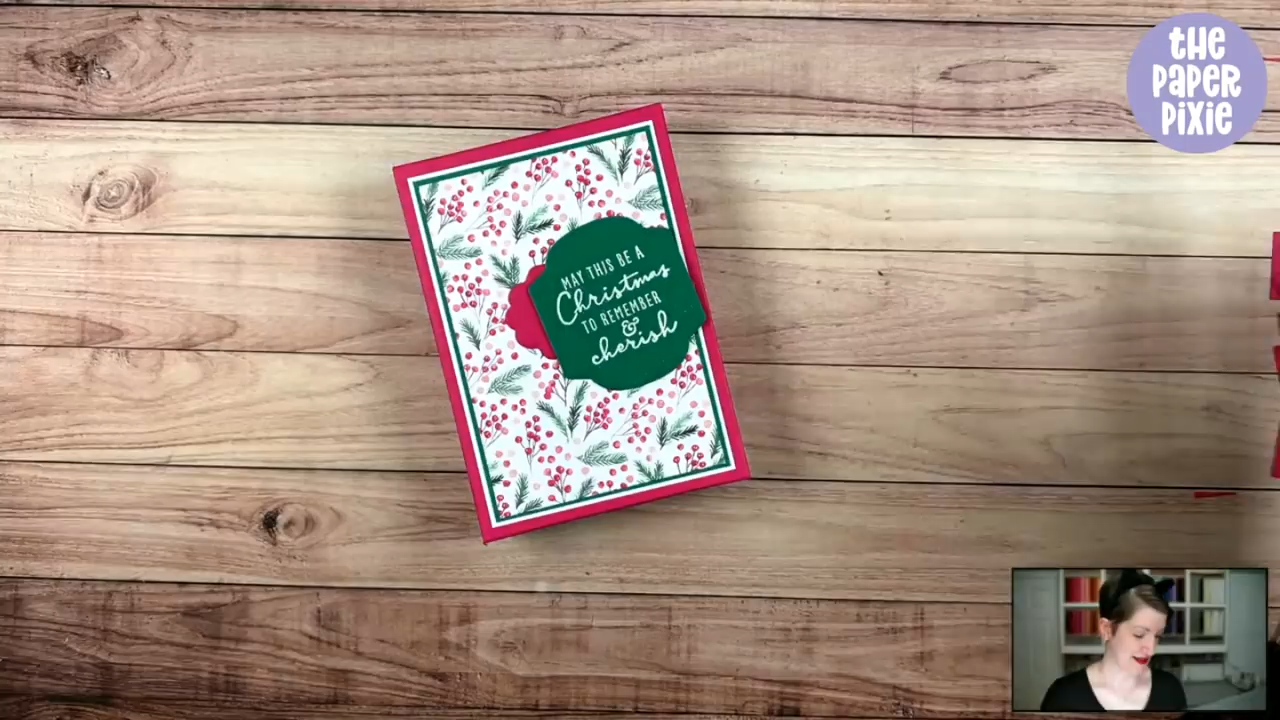 tHe
PAPER
PIXIE
MAY THIS BE A
Christmas
TO REMEMBER
&
cherish